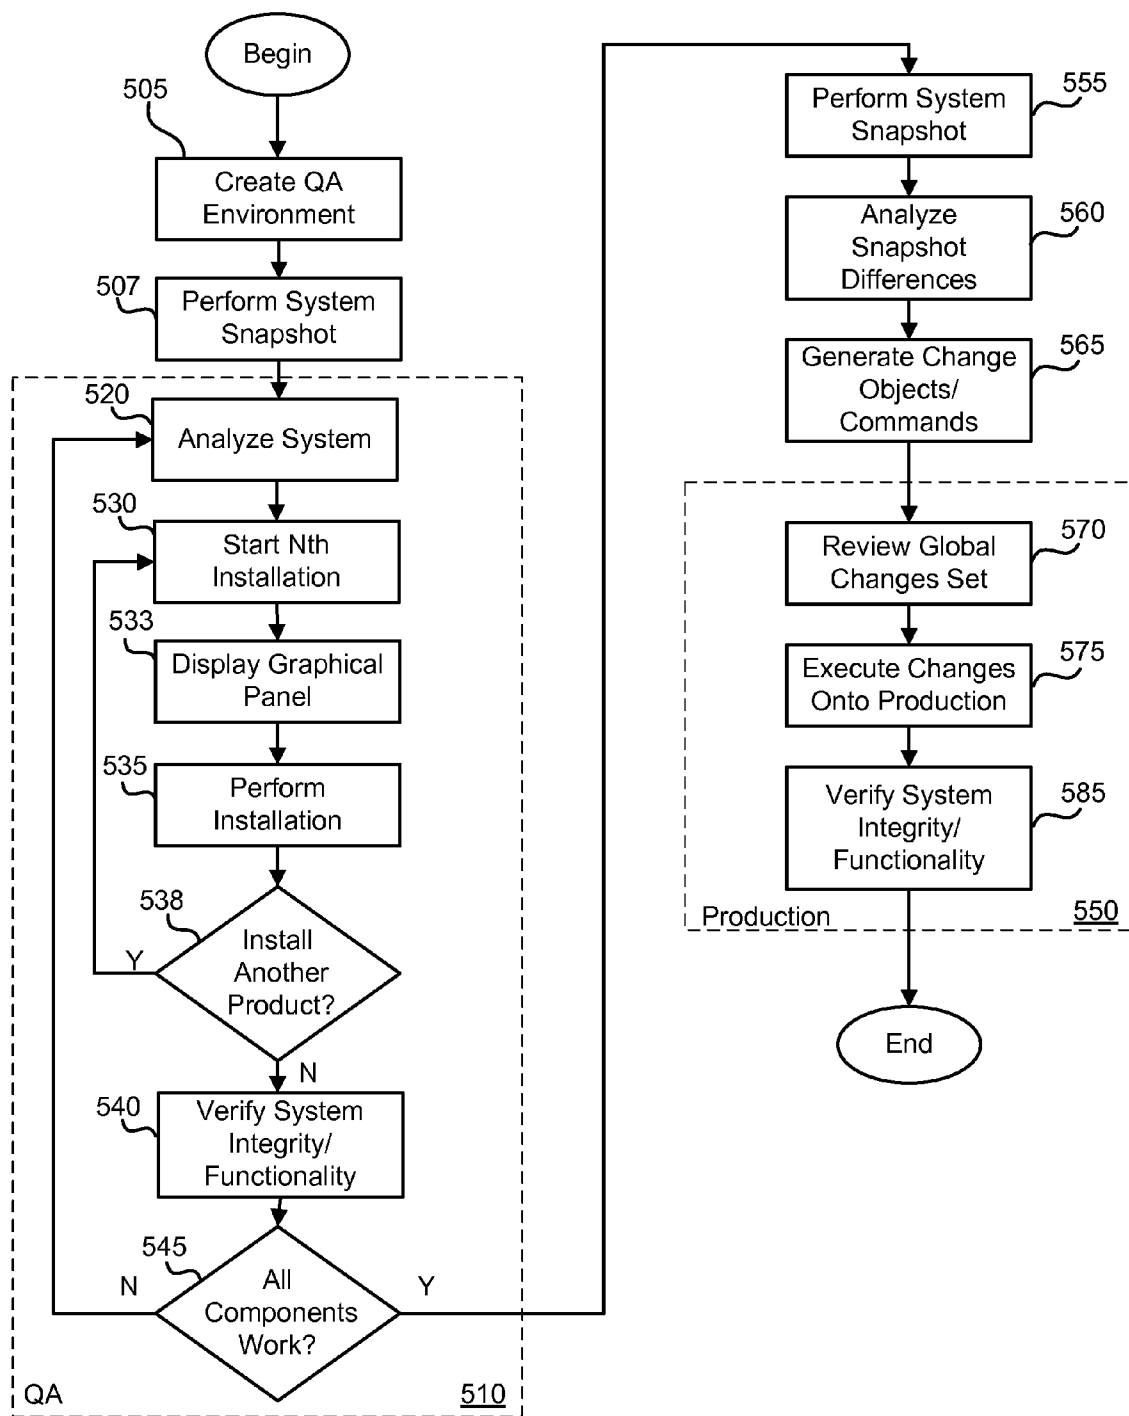 Begin
505
Create QA
Environment
507
Perform System
Snapshot
520
Analyze System
530
Start Nth
Installation
533
Display Graphical
Panel
535
Perform
Installation
538
Install
Another
Product?
Y
N
540
Verify System
Integrity/
Functionality
545
All
Components
Work?
N
Y
QA
510
555
Perform System
Snapshot
560
Analyze
Snapshot
Differences
565
Generate Change
Objects/
Commands
570
Review Global
Changes Set
575
Execute Changes
Onto Production
585
Verify System
Integrity/
Functionality
Production
550
End